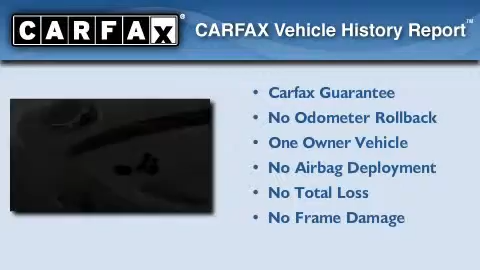 CARFAX® CARFAX Vehicle History Report™
• Carfax Guarantee
• No Odometer Rollback
• One Owner Vehicle
• No Airbag Deployment
• No Total Loss
• No Frame Damage